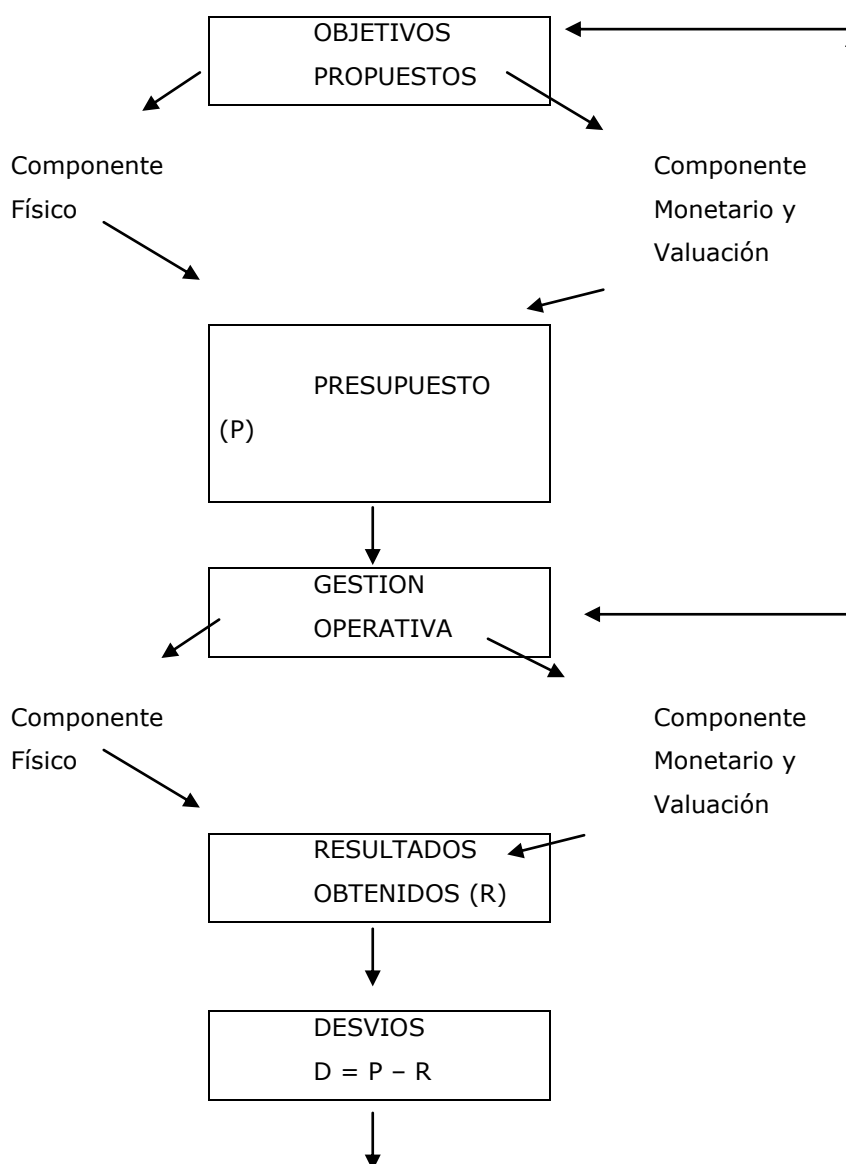 OBJETIVOS
PROPUESTOS
Componente
Físico
Componente
Monetario y
Valuación
PRESUPUESTO
(P)
GESTION
OPERATIVA
Componente
Físico
Componente
Monetario y
Valuación
RESULTADOS
OBTENIDOS (R)
DESVIOS
D = P – R